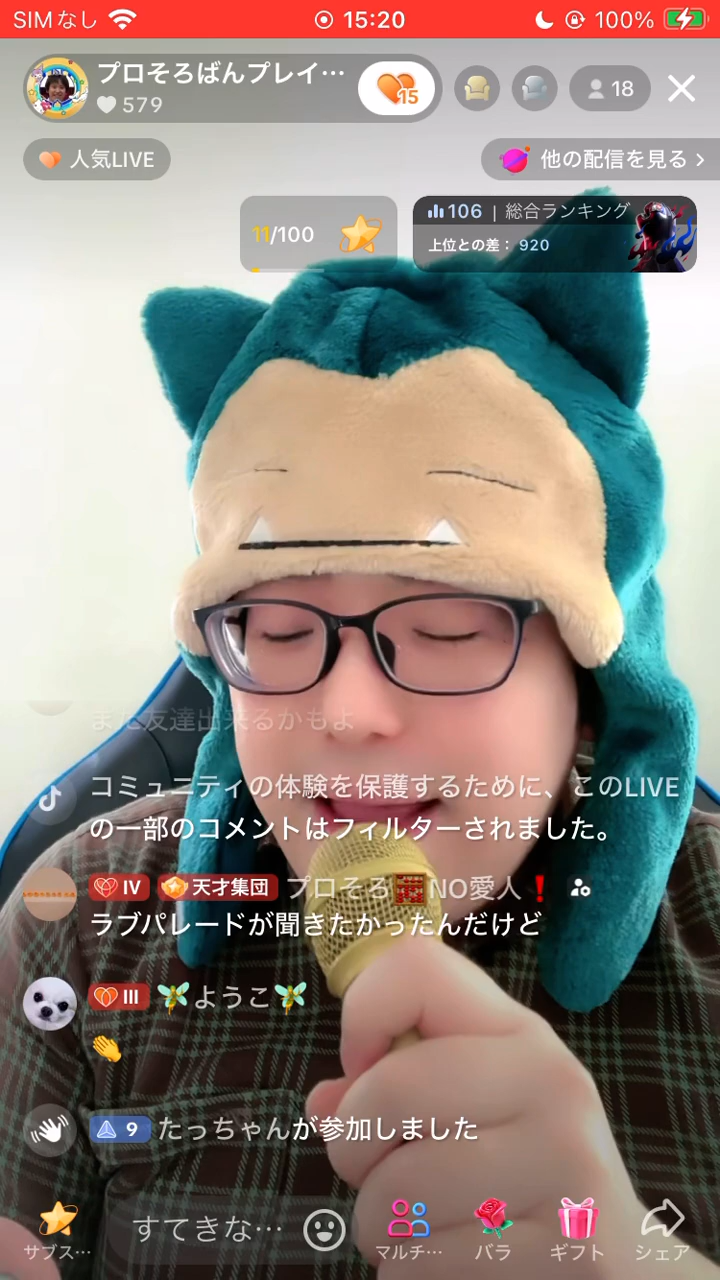 SIMなし 15:20 100%
プロそろばんプレイ…
579
15
18
人気LIVE
他の配信を見る
11/100
106 | 総合ランキング
上位との差： 920
まだ友達出来るかもよ
コミュニティの体験を保護するために、このLIVE
の一部のコメントはフィルターされました。
IV 天才集団 プロそろ🧮NO愛人❗
ラブパレードが聞きたかったんだけど
III ようこ
👏
9 たっちゃんが参加しました
すてきな…
サブス… マルチ… バラ ギフト シェア